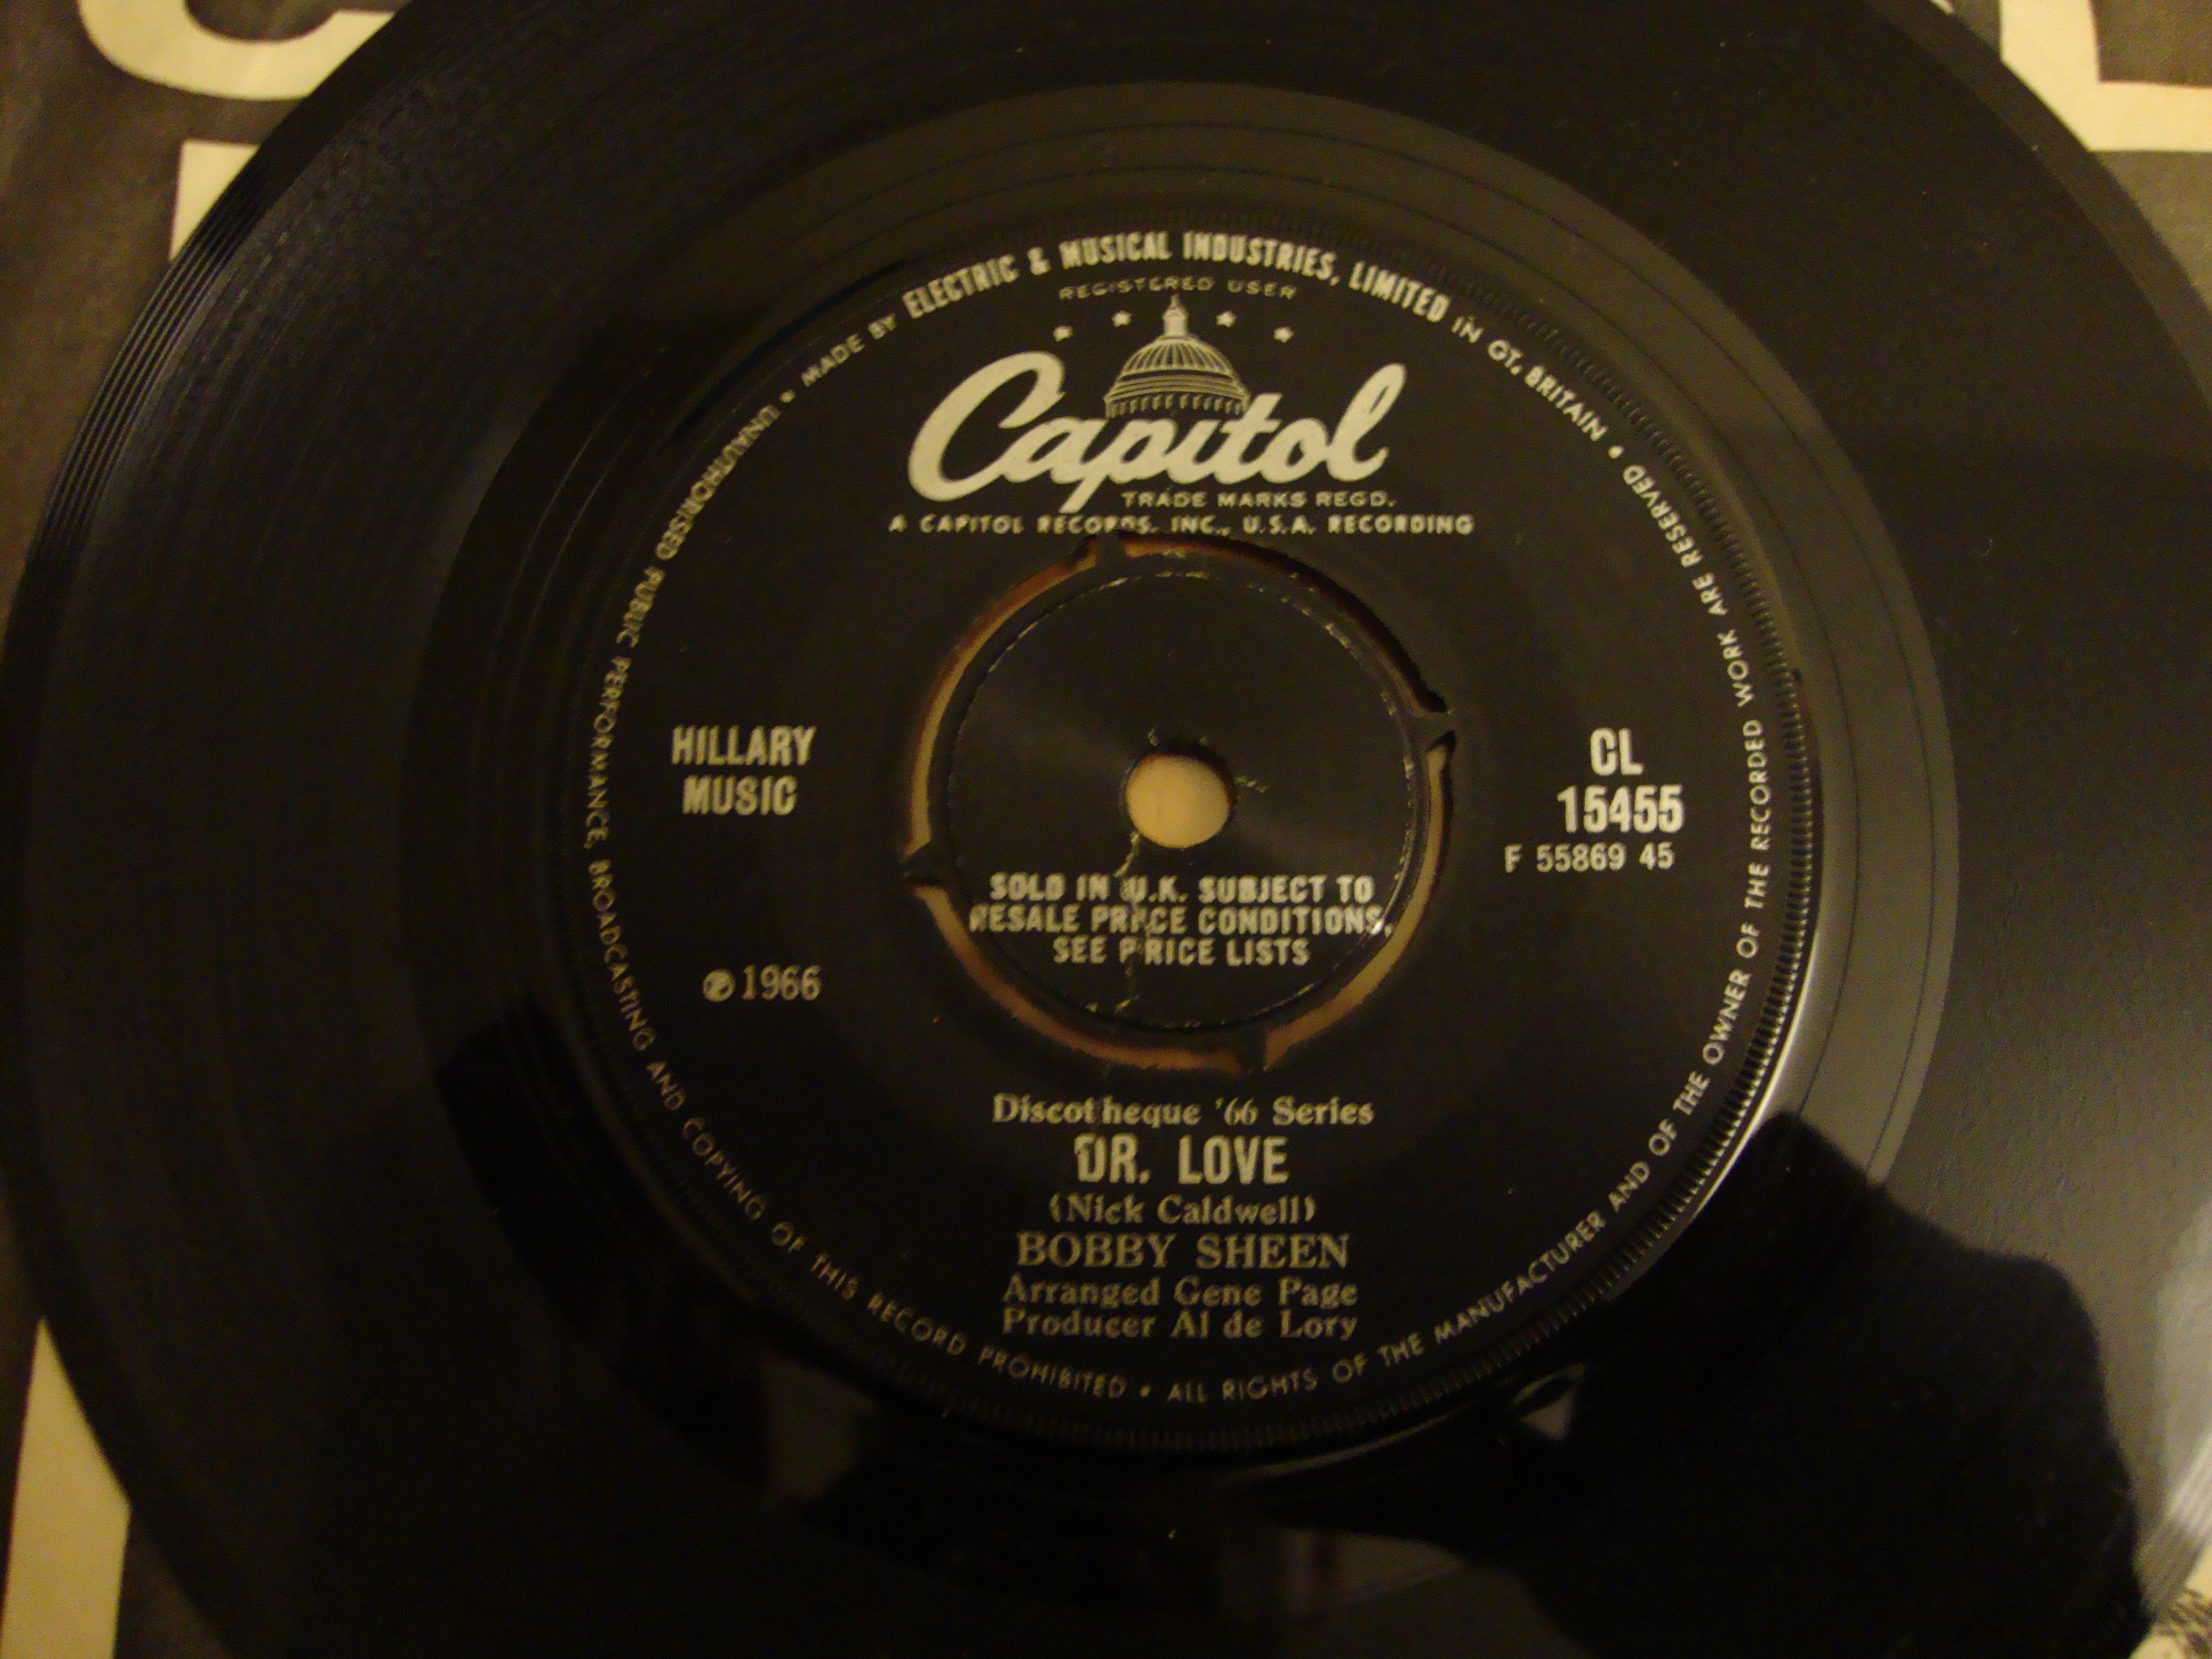 MADE BY ELECTRIC & MUSICAL INDUSTRIES, LIMITED IN GT. BRITAIN •
REGISTERED USER
Capitol
TRADE MARKS REGD.
A CAPITOL RECORDS, INC., U.S.A. RECORDING
HILLARY
MUSIC
CL
15455
F 55869 45
SOLD IN U.K. SUBJECT TO
RESALE PRICE CONDITIONS,
SEE PRICE LISTS
℗ 1966
Discotheque '66 Series
DR. LOVE
(Nick Caldwell)
BOBBY SHEEN
Arranged Gene Page
Producer Al de Lory
ALL RIGHTS OF THE MANUFACTURER AND OF THE OWNER OF THE RECORDED WORK ARE RESERVED •
UNAUTHORISED PUBLIC PERFORMANCE, BROADCASTING AND COPYING OF THIS RECORD PROHIBITED •